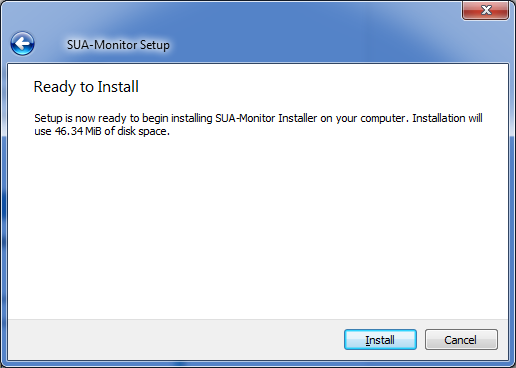 SUA-Monitor Setup
Ready to Install
Setup is now ready to begin installing SUA-Monitor Installer on your computer. Installation will
use 46.34 MiB of disk space.
Install
Cancel